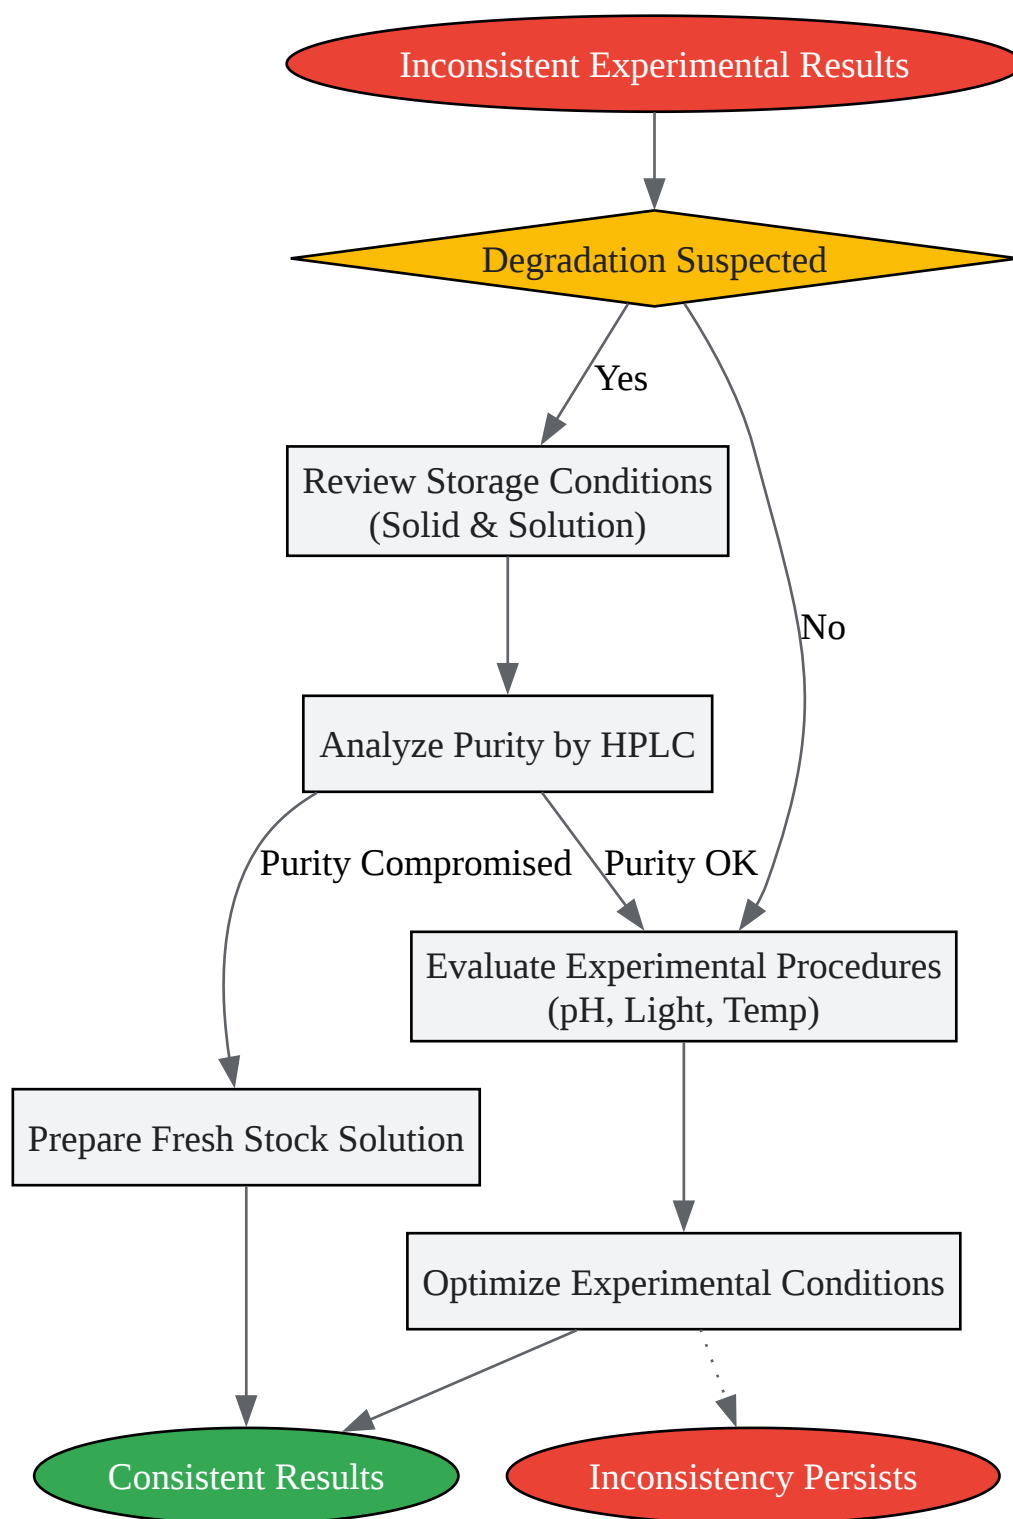 Inconsistent Experimental Results
Degradation Suspected
Yes
Review Storage Conditions
(Solid & Solution)
No
Analyze Purity by HPLC
Purity Compromised
Purity OK
Evaluate Experimental Procedures
(pH, Light, Temp)
Prepare Fresh Stock Solution
Optimize Experimental Conditions
Consistent Results
Inconsistency Persists